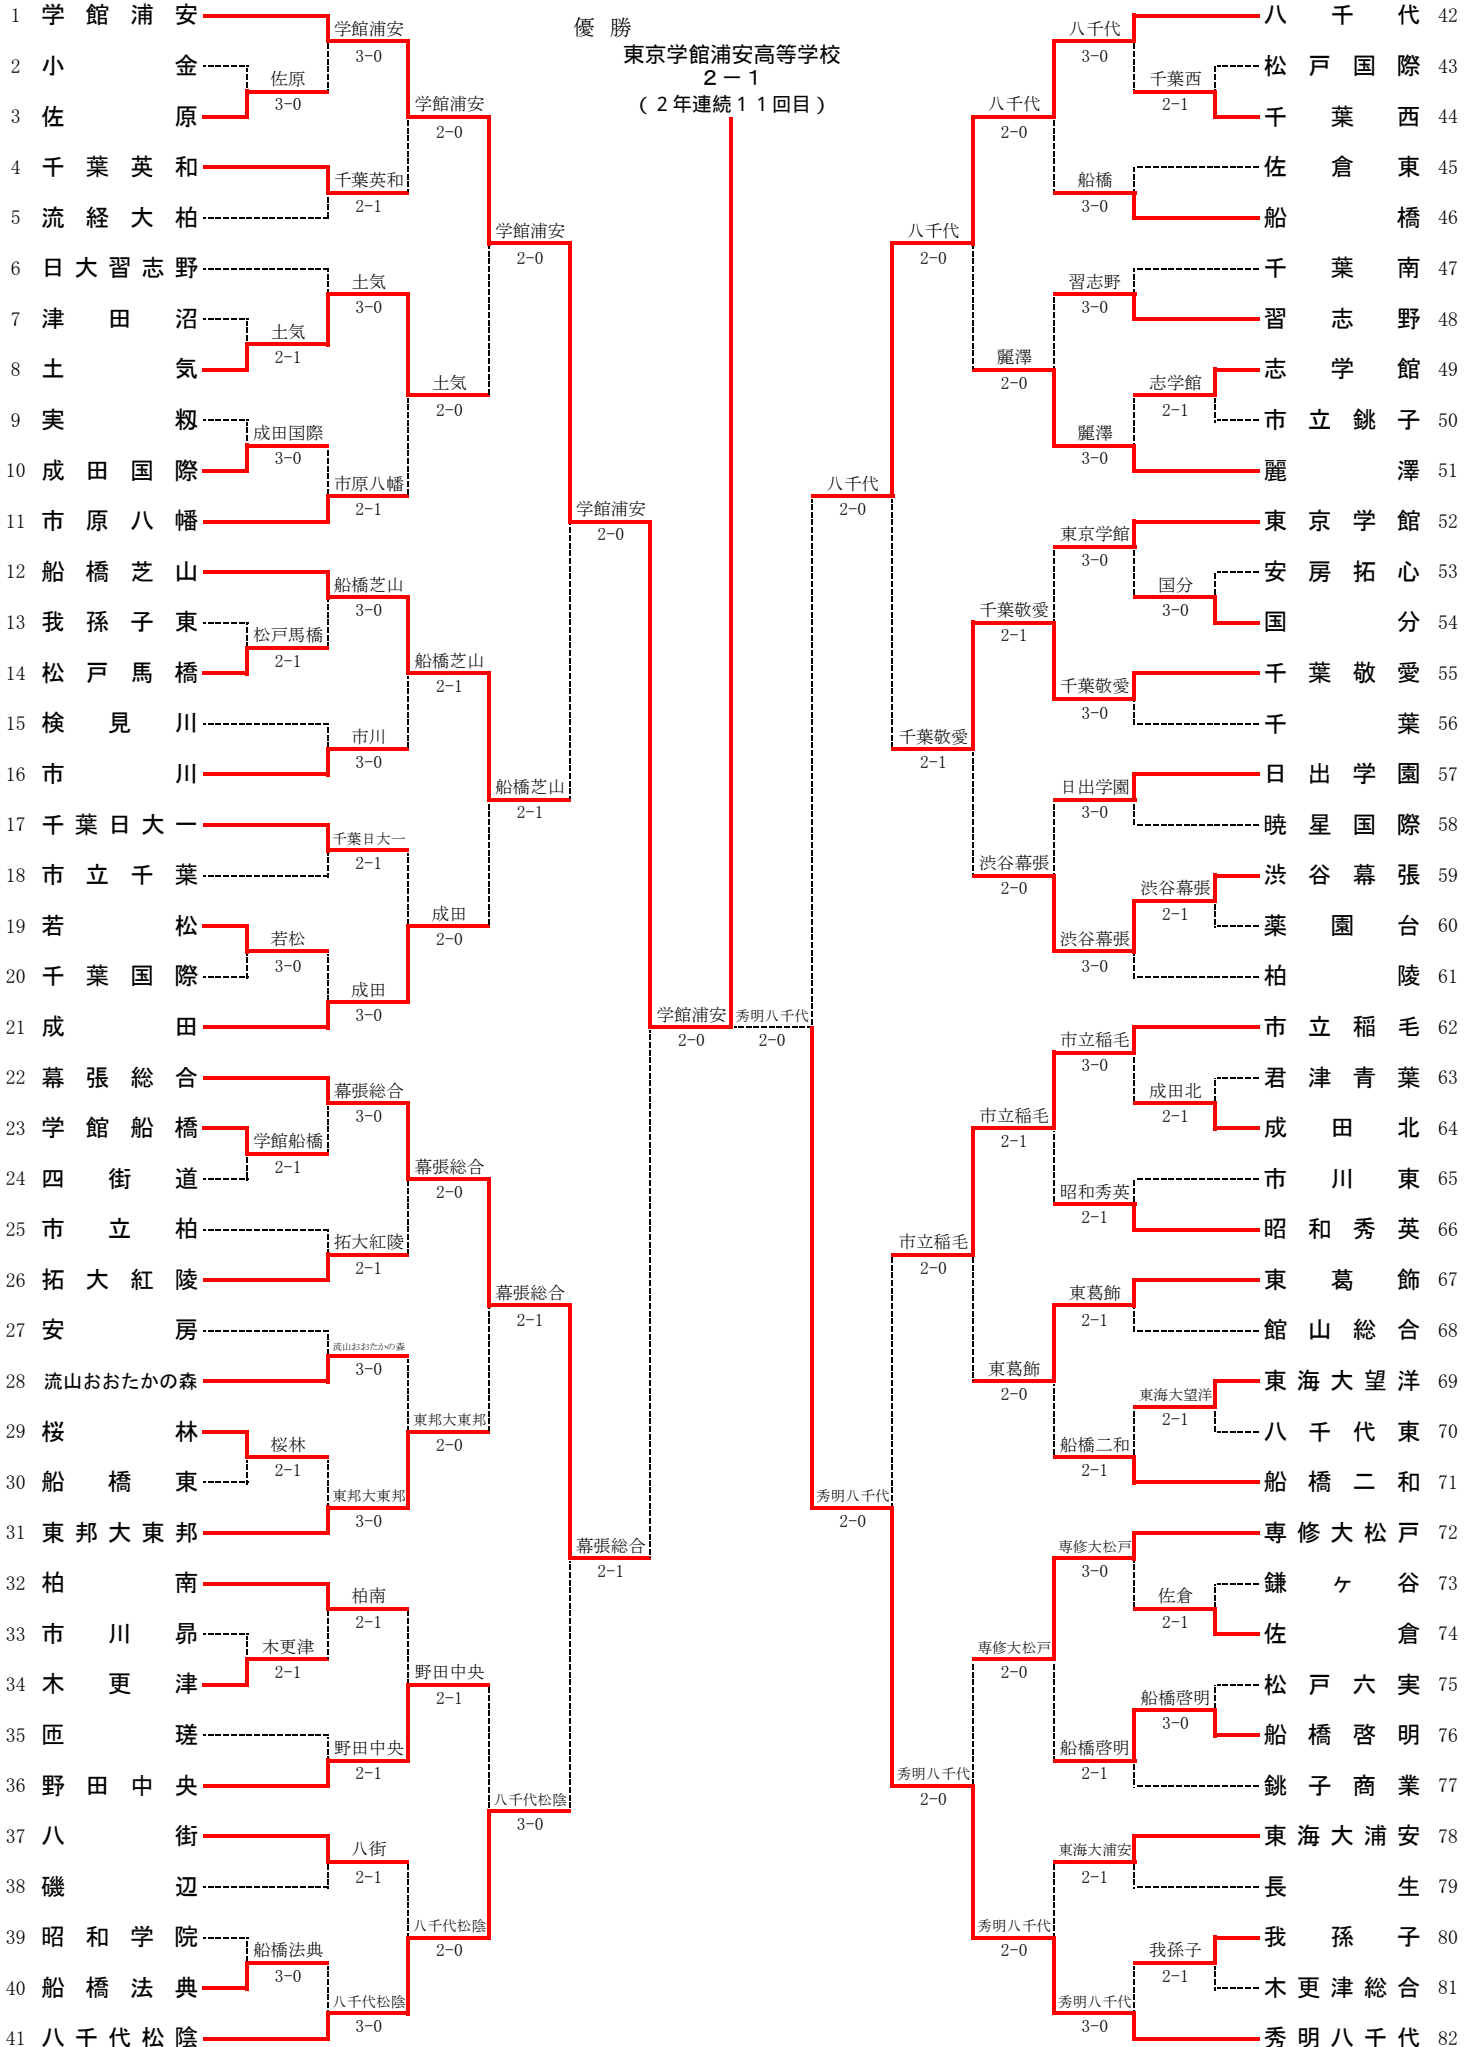 優勝
東京学館浦安高等学校
２－１
(２年連続１１回目)
1 学館浦安
2 小金
3 佐原
4 千葉英和
5 流経大柏
6 日大習志野
7 津田沼
8 土気
9 実籾
10 成田国際
11 市原八幡
12 船橋芝山
13 我孫子東
14 松戸馬橋
15 検見川
16 市川
17 千葉日大一
18 市立千葉
19 若松
20 千葉国際
21 成田
22 幕張総合
23 学館船橋
24 四街道
25 市立柏
26 拓大紅陵
27 安房
28 流山おおたかの森
29 桜林
30 船橋東
31 東邦大東邦
32 柏南
33 市川昴
34 木更津
35 匝瑳
36 野田中央
37 八街
38 磯辺
39 昭和学院
40 船橋法典
41 八千代松陰
佐原
3-0
土気
2-1
成田国際
3-0
松戸馬橋
2-1
若松
3-0
学館船橋
2-1
桜林
2-1
木更津
2-1
船橋法典
3-0
学館浦安
3-0
千葉英和
2-1
土気
3-0
市原八幡
2-1
船橋芝山
3-0
市川
3-0
千葉日大一
2-1
成田
3-0
幕張総合
3-0
拓大紅陵
2-1
流山おおたかの森
3-0
東邦大東邦
3-0
柏南
2-1
野田中央
2-1
八街
2-1
八千代松陰
3-0
学館浦安
2-0
土気
2-0
船橋芝山
2-1
成田
2-0
幕張総合
2-0
東邦大東邦
2-0
野田中央
2-1
八千代松陰
2-0
学館浦安
2-0
船橋芝山
2-1
幕張総合
2-1
八千代松陰
3-0
学館浦安
2-0
幕張総合
2-1
学館浦安
2-0
秀明八千代
2-0
八千代
2-0
秀明八千代
2-0
八千代
2-0
千葉敬愛
2-1
市立稲毛
2-0
秀明八千代
2-0
八千代
2-0
麗澤
2-0
千葉敬愛
2-1
渋谷幕張
2-0
市立稲毛
2-1
東葛飾
2-0
専修大松戸
2-0
秀明八千代
2-0
八千代
3-0
船橋
3-0
習志野
3-0
麗澤
3-0
東京学館
3-0
千葉敬愛
3-0
日出学園
3-0
渋谷幕張
3-0
市立稲毛
3-0
昭和秀英
2-1
東葛飾
2-1
船橋二和
2-1
専修大松戸
3-0
船橋啓明
2-1
東海大浦安
2-1
秀明八千代
3-0
千葉西
2-1
志学館
2-1
国分
3-0
渋谷幕張
2-1
成田北
2-1
東海大望洋
2-1
佐倉
2-1
船橋啓明
3-0
我孫子
2-1
八千代 42
松戸国際 43
千葉西 44
佐倉東 45
船橋 46
千葉南 47
習志野 48
志学館 49
市立銚子 50
麗澤 51
東京学館 52
安房拓心 53
国分 54
千葉敬愛 55
千葉 56
日出学園 57
暁星国際 58
渋谷幕張 59
薬園台 60
柏陵 61
市立稲毛 62
君津青葉 63
成田北 64
市川東 65
昭和秀英 66
東葛飾 67
館山総合 68
東海大望洋 69
八千代東 70
船橋二和 71
専修大松戸 72
鎌ヶ谷 73
佐倉 74
松戸六実 75
船橋啓明 76
銚子商業 77
東海大浦安 78
長生 79
我孫子 80
木更津総合 81
秀明八千代 82